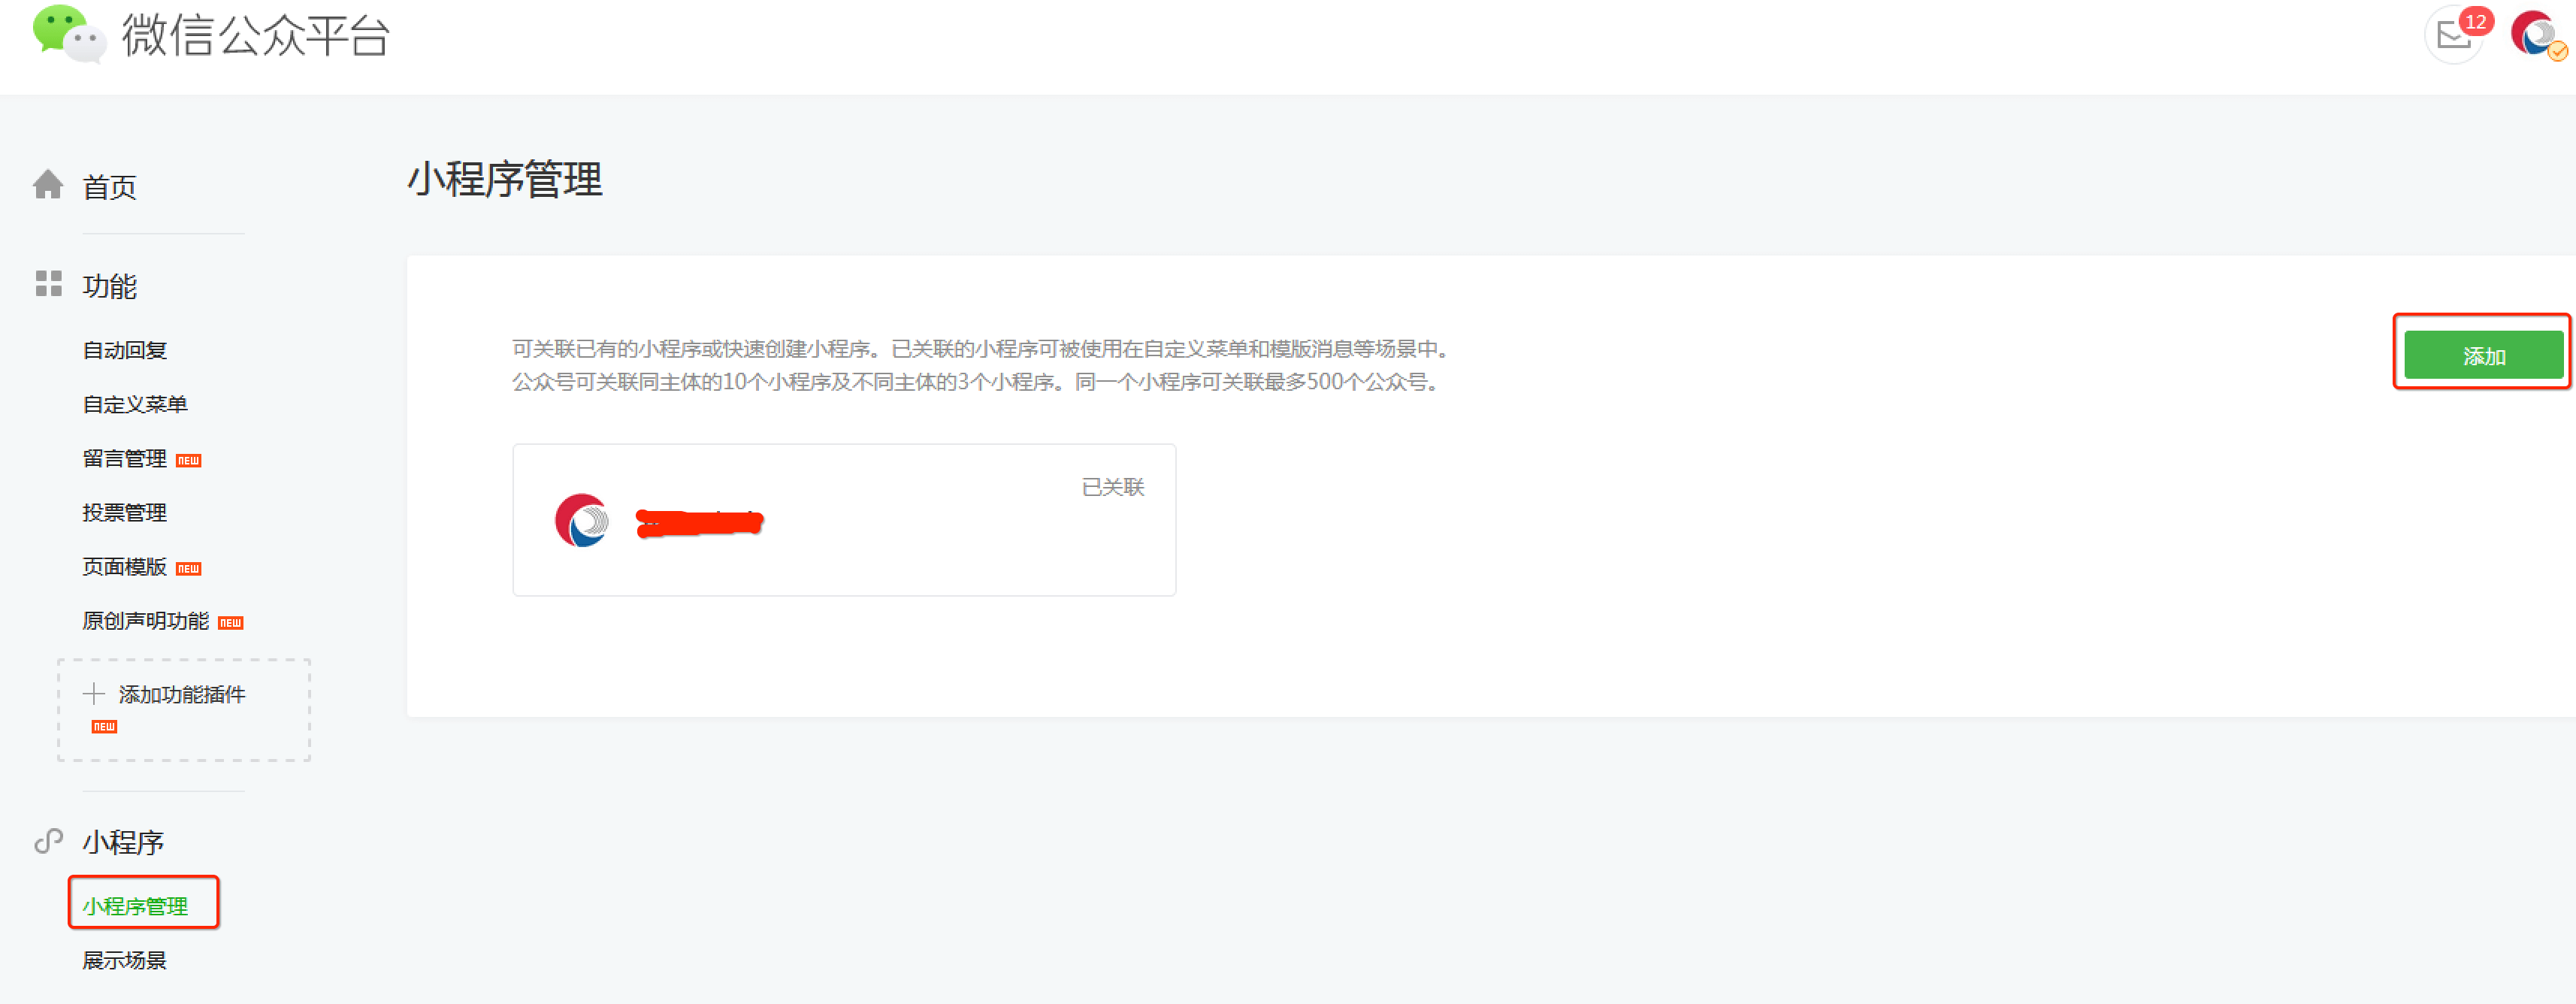 微信公众平台
12
首页
功能
自动回复
自定义菜单
留言管理 NEW
投票管理
页面模版 NEW
原创声明功能 NEW
添加功能插件
NEW
小程序
小程序管理
展示场景
小程序管理
可关联已有的小程序或快速创建小程序。已关联的小程序可被使用在自定义菜单和模版消息等场景中。
公众号可关联同主体的10个小程序及不同主体的3个小程序。同一个小程序可关联最多500个公众号。
添加
已关联